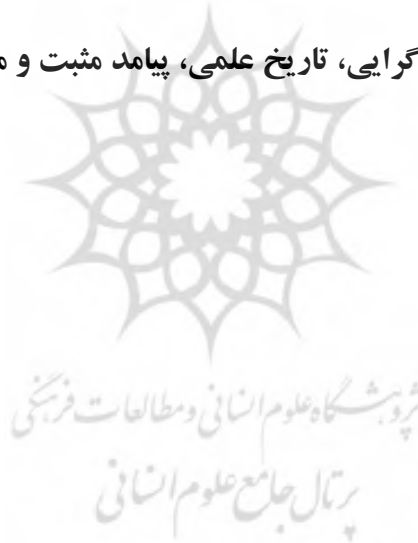 گرایی، تاریخ علمی، پیامد مثبت و
پژوهشگاه علوم انسانی و مطالعات فرهنگی
پرتال جامع علوم انسانی